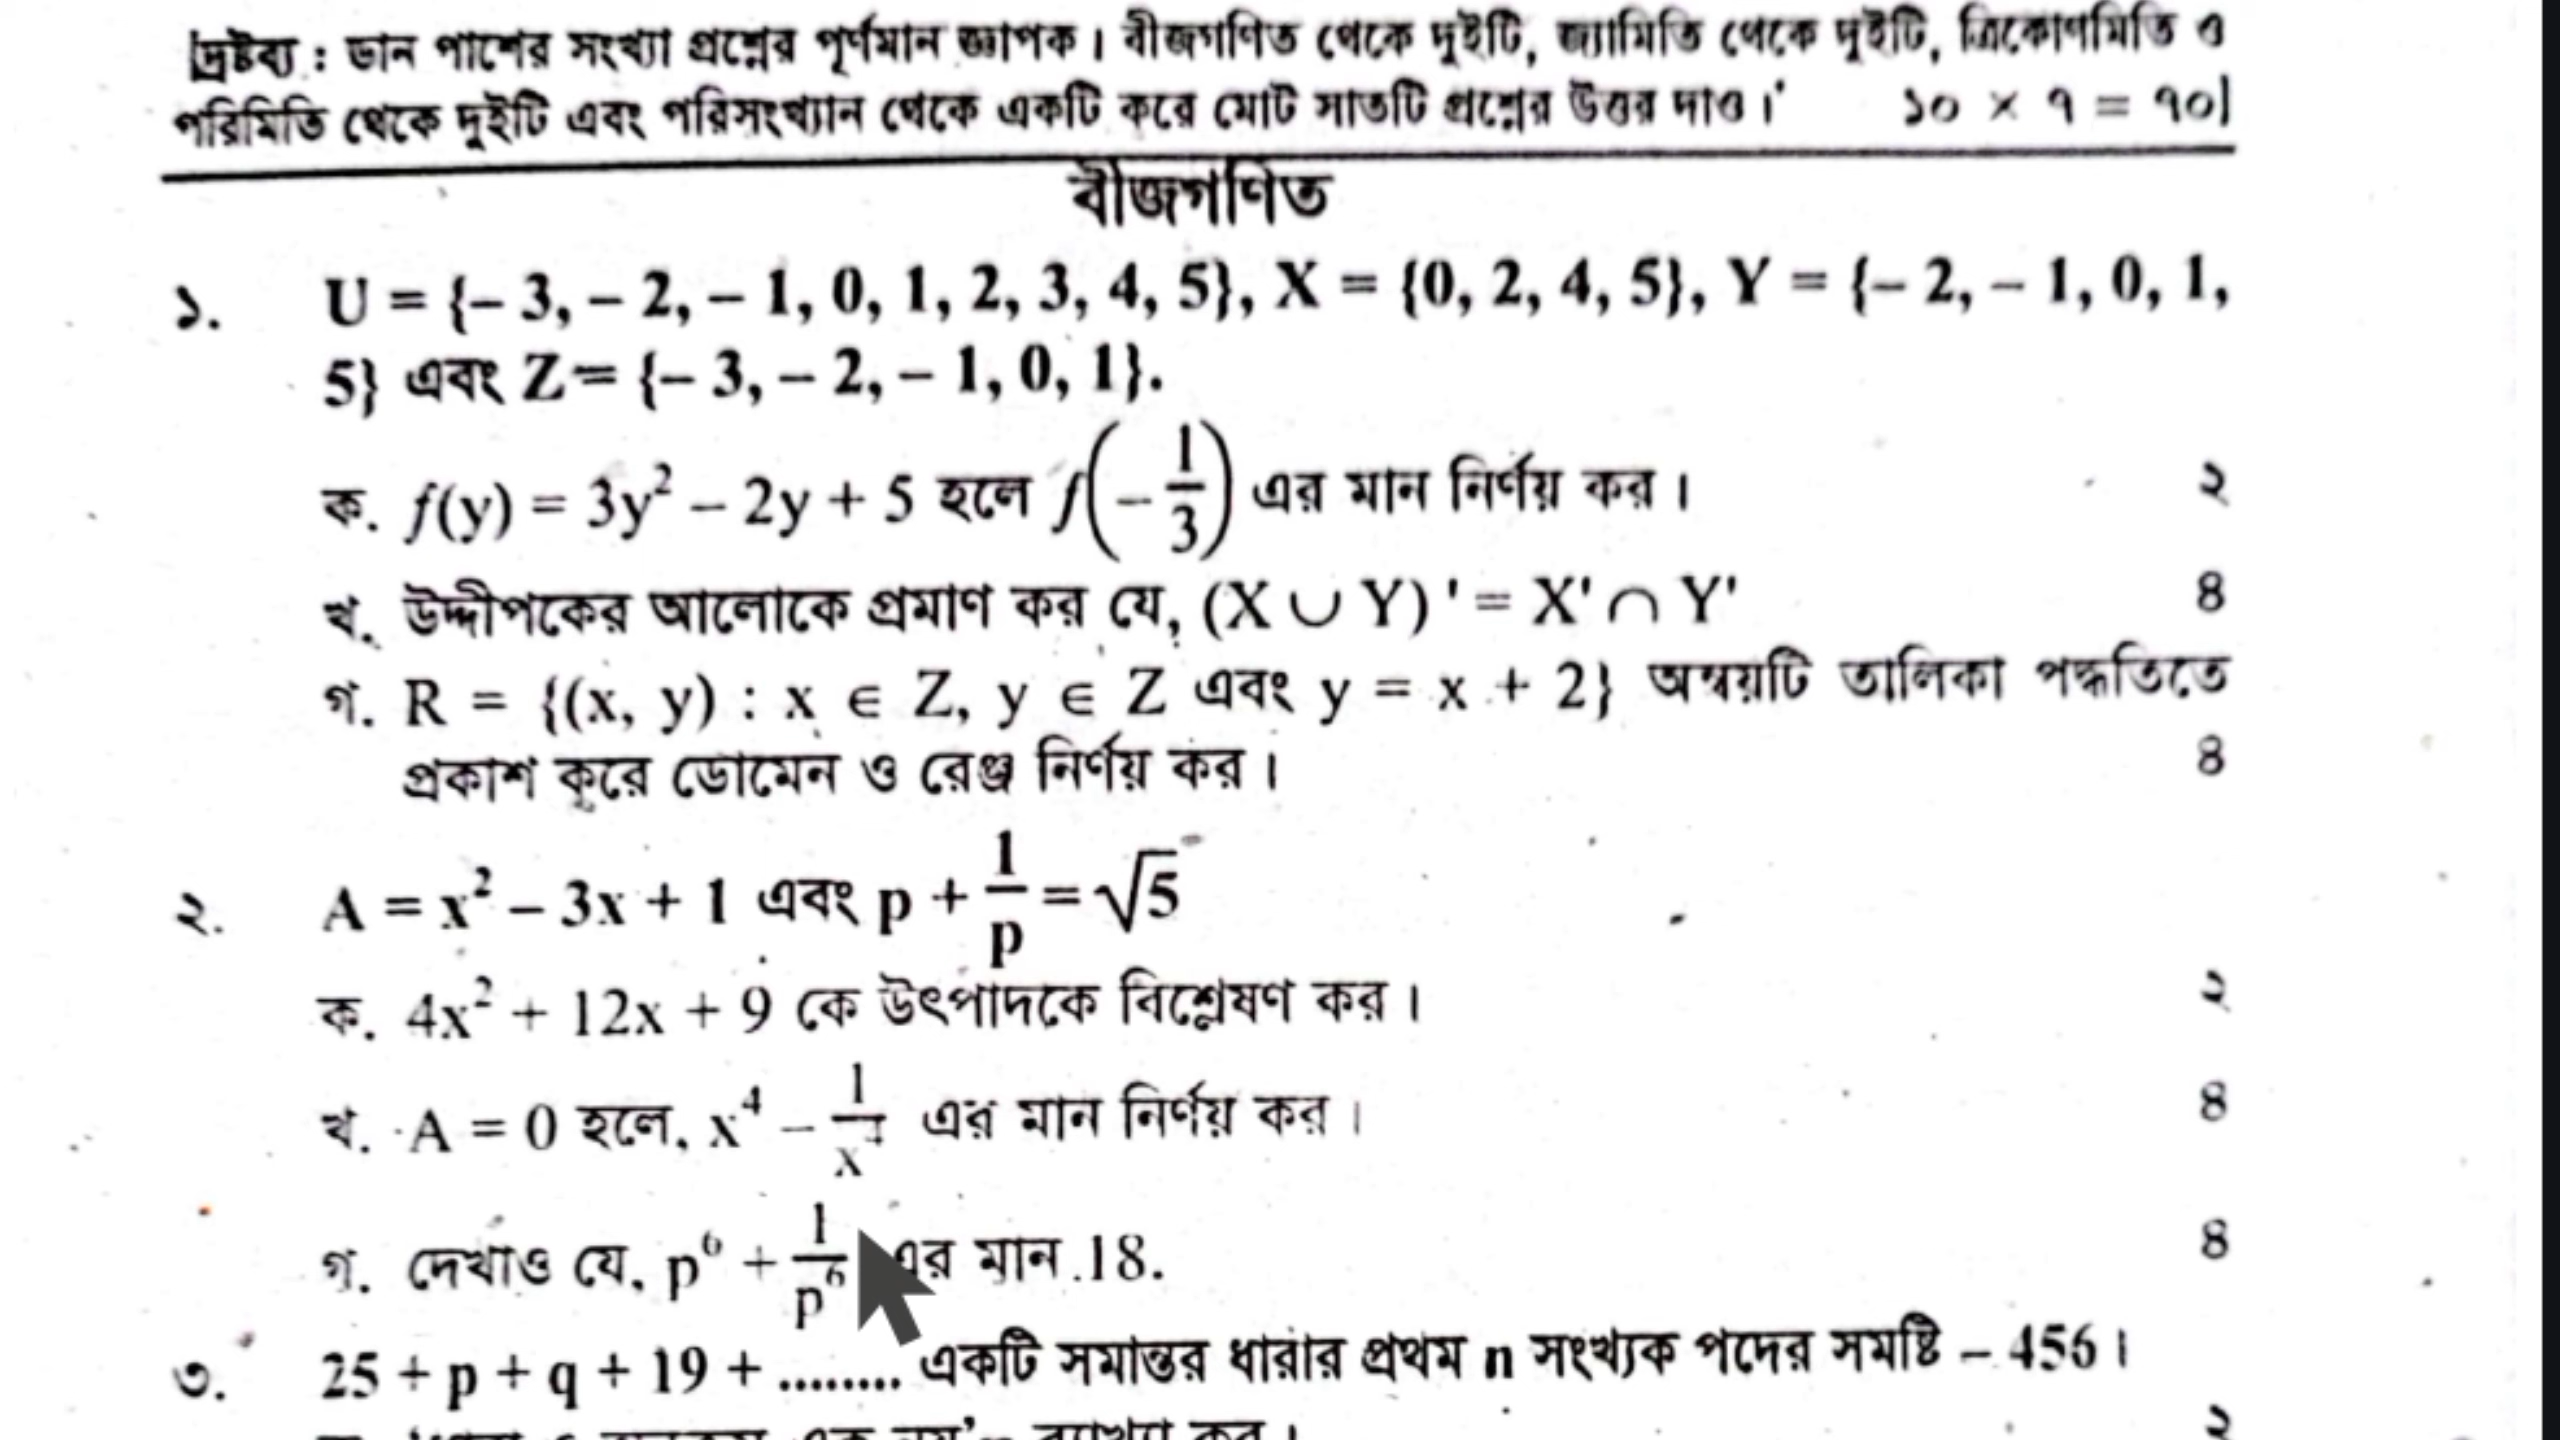 [দ্রষ্টব্য : ডান পাশের সংখ্যা প্রশ্নের পূর্ণমান জ্ঞাপক। বীজগণিত থেকে দুইটি, জ্যামিতি থেকে দুইটি, ত্রিকোণমিতি ও
পরিমিতি থেকে দুইটি এবং পরিসংখ্যান থেকে একটি করে মোট সাতটি প্রশ্নের উত্তর দাও।' ১০ × ৭ = ৭০]
বীজগণিত
১. U = {– 3, – 2, – 1, 0, 1, 2, 3, 4, 5}, X = {0, 2, 4, 5}, Y = {– 2, – 1, 0, 1,
5} এবং Z = {– 3, – 2, – 1, 0, 1}.
ক. f(y) = 3y² – 2y + 5 হলে f(–1/3) এর মান নির্ণয় কর। ২
খ. উদ্দীপকের আলোকে প্রমাণ কর যে, (X ∪ Y) ' = X' ∩ Y' ৪
গ. R = {(x, y) : x ∈ Z, y ∈ Z এবং y = x + 2} অন্বয়টি তালিকা পদ্ধতিতে
প্রকাশ করে ডোমেন ও রেঞ্জ নির্ণয় কর। ৪
২. A = x² – 3x + 1 এবং p + 1/p = √5
ক. 4x² + 12x + 9 কে উৎপাদকে বিশ্লেষণ কর। ২
খ. A = 0 হলে, x⁴ – 1/x⁴ এর মান নির্ণয় কর। ৪
গ. দেখাও যে, p⁶ + 1/p⁶ এর মান 18. ৪
৩. 25 + p + q + 19 + ........ একটি সমান্তর ধারার প্রথম n সংখ্যক পদের সমষ্টি – 456।
ব্যাখ্যা কর। ২